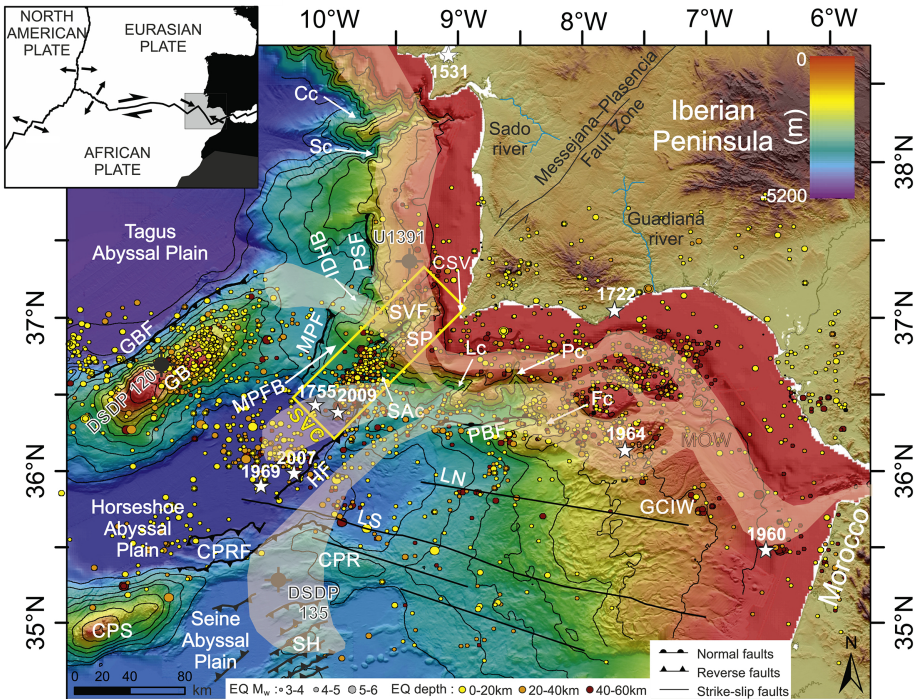 10°W
9°W
8°W
7°W
6°W
NORTH
AMERICAN
PLATE
EURASIAN
PLATE
AFRICAN
PLATE
1531
Cc
Sc
Sado
river
Messejana-Plasencia
Fault Zone
Iberian
Peninsula
0
(m)
-5200
38°N
Tagus
Abyssal Plain
IDHB
PSF
U1391
CSV
Guadiana
river
1722
37°N
37°N
GBF
MPF
SVF
SP
Lc
Pc
DSDP 120
GB
MPFB
1755
2009
SAc
SVC
Fc
PBF
1964
MOW
36°N
36°N
1969
2007
HF
LN
LS
GCIW
1960
Horseshoe
Abyssal
Plain
CPRF
CPR
DSDP
135
Morocco
35°N
35°N
CPS
Seine
Abyssal
Plain
SH
N
Normal faults
Reverse faults
Strike-slip faults
0 20 40 80
km
EQ Mw : 3-4 4-5 5-6 EQ depth : 0-20km 20-40km 40-60km